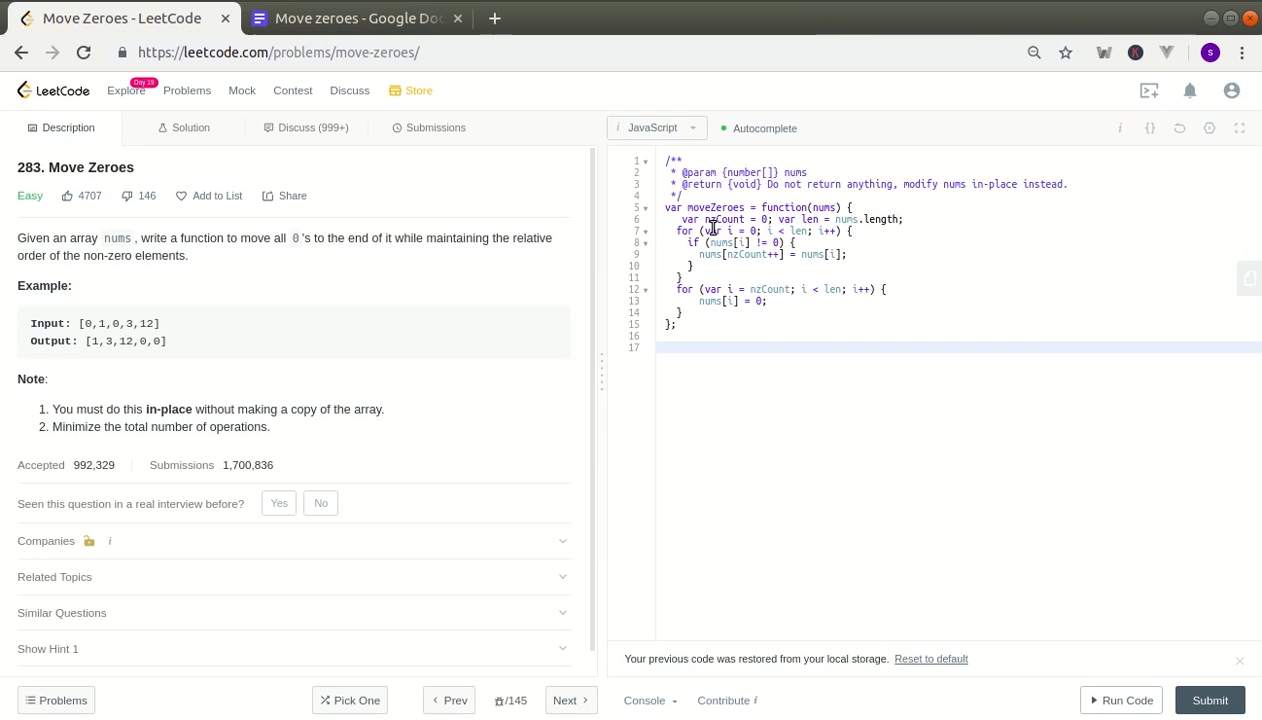 Move Zeroes - LeetCode
Move zeroes - Google Doc
https://leetcode.com/problems/move-zeroes/
S
LeetCode
Explore
Day 19
Problems
Mock
Contest
Discuss
Store
Description
Solution
Discuss (999+)
Submissions
i JavaScript
Autocomplete
i {}
283. Move Zeroes
Easy 4707 146 Add to List Share
Given an array nums, write a function to move all 0's to the end of it while maintaining the relative
order of the non-zero elements.
Example:
Input: [0,1,0,3,12]
Output: [1,3,12,0,0]
Note:
1. You must do this in-place without making a copy of the array.
2. Minimize the total number of operations.
Accepted 992,329 Submissions 1,700,836
Seen this question in a real interview before? Yes No
Companies i
Related Topics
Similar Questions
Show Hint 1
Problems
Pick One
Prev
/145
Next
1 /**
2 * @param {number[]} nums
3 * @return {void} Do not return anything, modify nums in-place instead.
4 */
5 var moveZeroes = function(nums) {
6 var nzCount = 0; var len = nums.length;
7 for (var i = 0; i < len; i++) {
8 if (nums[i] != 0) {
9 nums[nzCount++] = nums[i];
10 }
11 }
12 for (var i = nzCount; i < len; i++) {
13 nums[i] = 0;
14 }
15 };
16
17
Your previous code was restored from your local storage. Reset to default
Console
Contribute i
Run Code
Submit